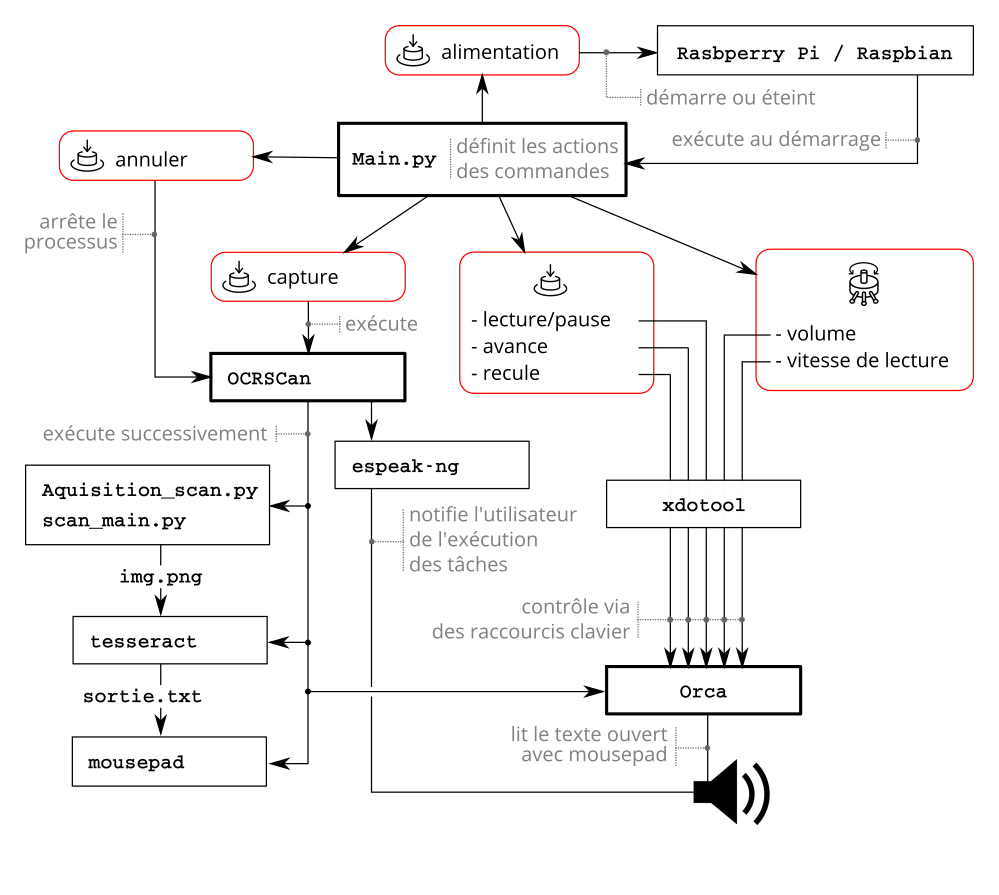 alimentation
Rasbperry Pi / Raspbian
démarre ou éteint
exécute au démarrage
annuler
Main.py
définit les actions
des commandes
arrête le
processus
capture
exécute
- lecture/pause
- avance
- recule
- volume
- vitesse de lecture
OCRSCan
exécute successivement
espeak-ng
Aquisition_scan.py
scan_main.py
xdotool
notifie l'utilisateur
de l'exécution
des tâches
img.png
contrôle via
des raccourcis clavier
tesseract
sortie.txt
Orca
lit le texte ouvert
avec mousepad
mousepad